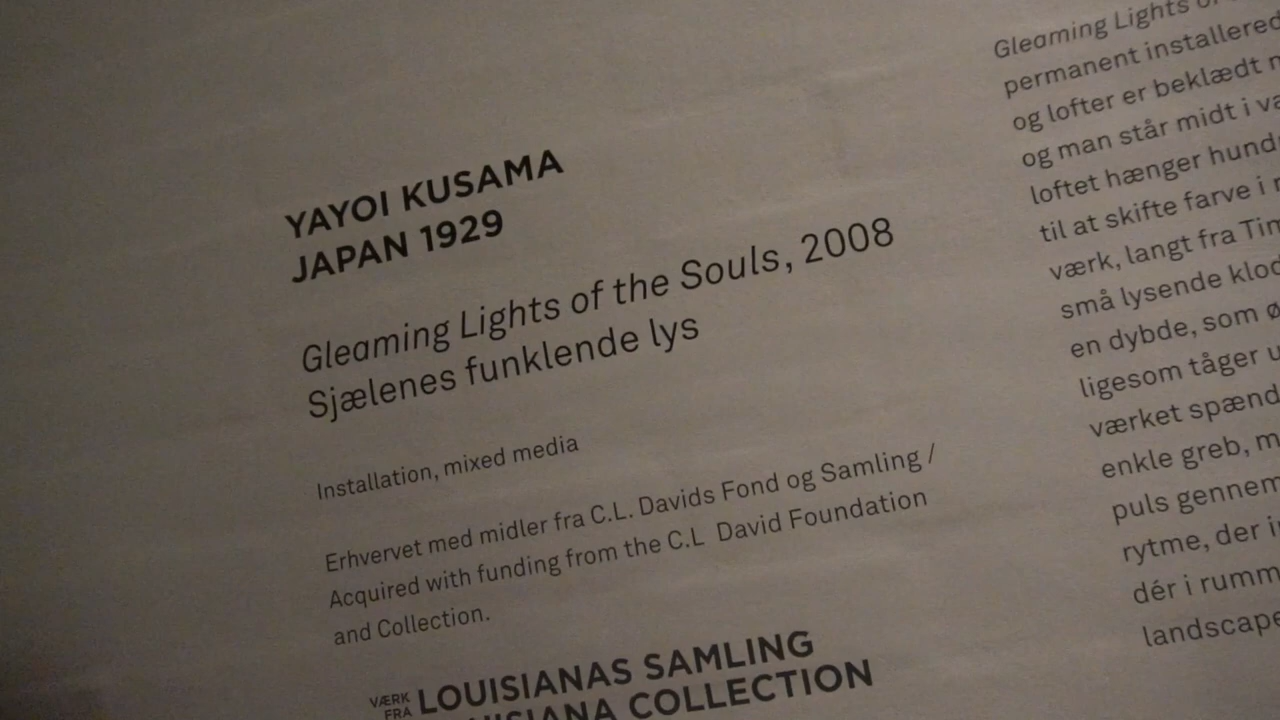 YAYOI KUSAMA
JAPAN 1929
Gleaming Lights of the Souls, 2008
Sjælenes funklende lys
Installation, mixed media
Erhvervet med midler fra C.L. Davids Fond og Samling /
Acquired with funding from the C.L David Foundation
and Collection.
VÆRK
FRA
LOUISIANAS SAMLING
COLLECTION
Gleaming Lights
permanent installered
og lofter er beklædt
og man står midt i
loftet hænger
til at skifte farve i
værk, langt fra
små lysende
en dybde, som
ligesom tåger
værket
enkle greb,
puls gennem
rytme, der
dér i